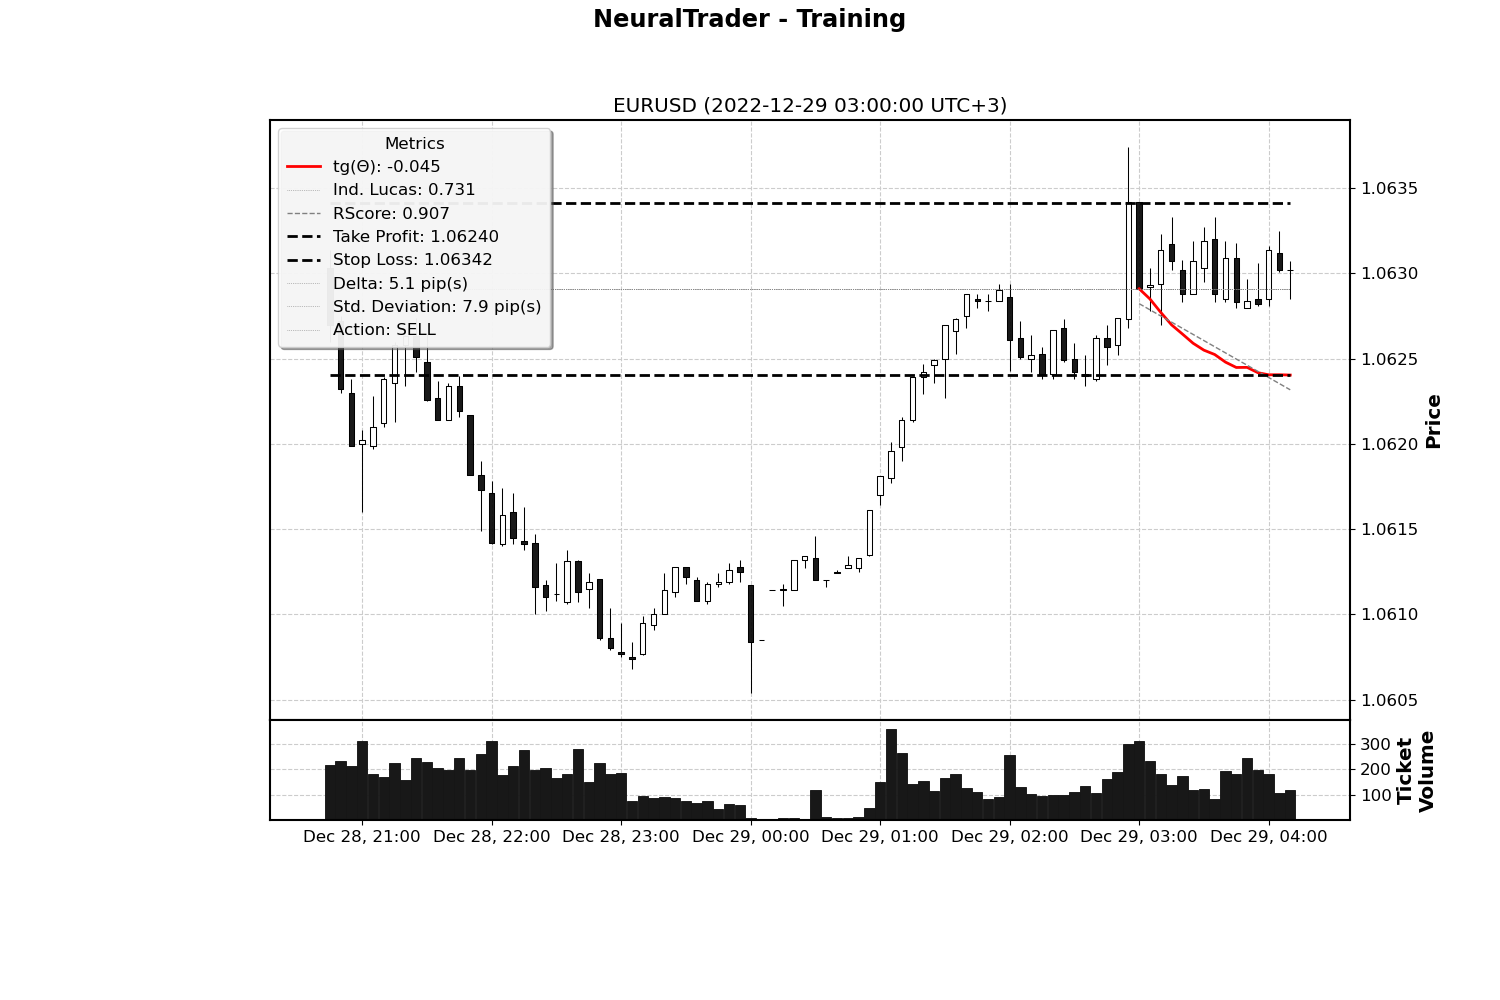 NeuralTrader - Training
EURUSD (2022-12-29 03:00:00 UTC+3)
Metrics
tg(Θ): -0.045
Ind. Lucas: 0.731
RScore: 0.907
Take Profit: 1.06240
Stop Loss: 1.06342
Delta: 5.1 pip(s)
Std. Deviation: 7.9 pip(s)
Action: SELL
1.0635
1.0630
1.0625
1.0620
1.0615
1.0610
1.0605
Price
300
200
100
Ticket
Volume
Dec 28, 21:00
Dec 28, 22:00
Dec 28, 23:00
Dec 29, 00:00
Dec 29, 01:00
Dec 29, 02:00
Dec 29, 03:00
Dec 29, 04:00